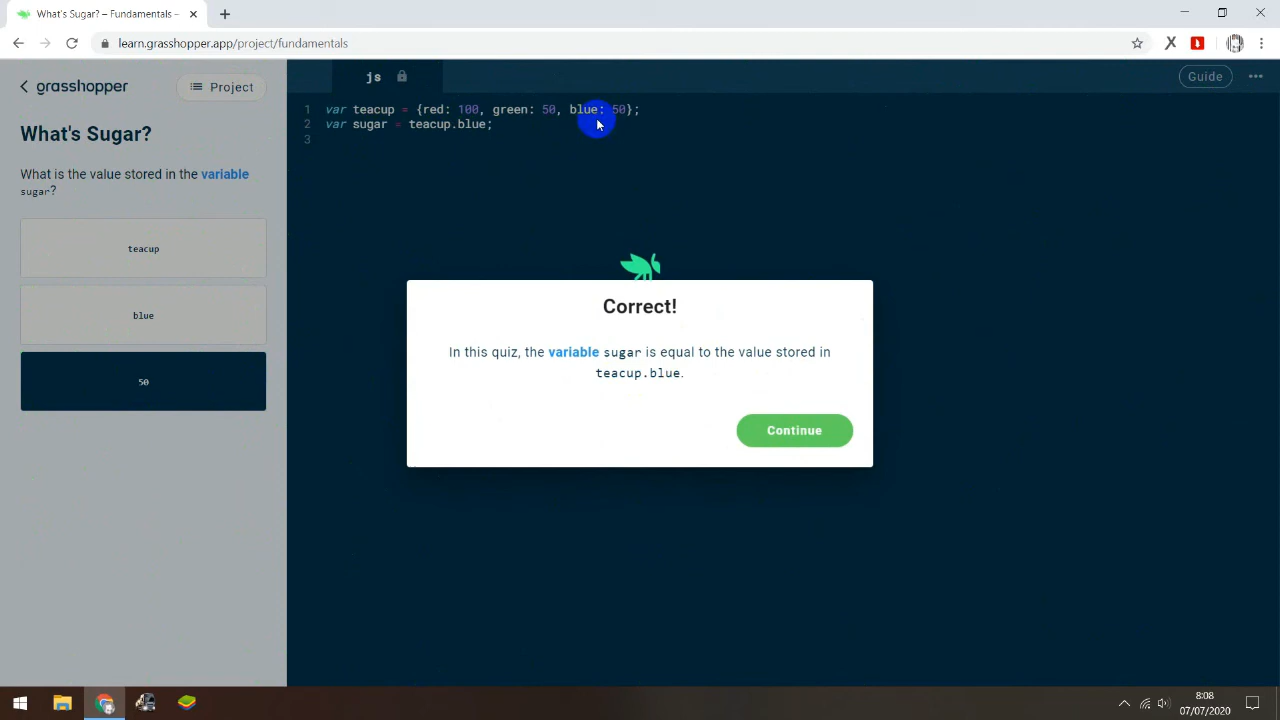 What's Sugar? – Fundamentals –
learn.grasshopper.app/project/fundamentals
grasshopper
Project
js
Guide
What's Sugar?
What is the value stored in the variable
sugar?
teacup
blue
50
1 var teacup = {red: 100, green: 50, blue: 50};
2 var sugar = teacup.blue;
3
Correct!
In this quiz, the variable sugar is equal to the value stored in
teacup.blue.
Continue
8:08
07/07/2020